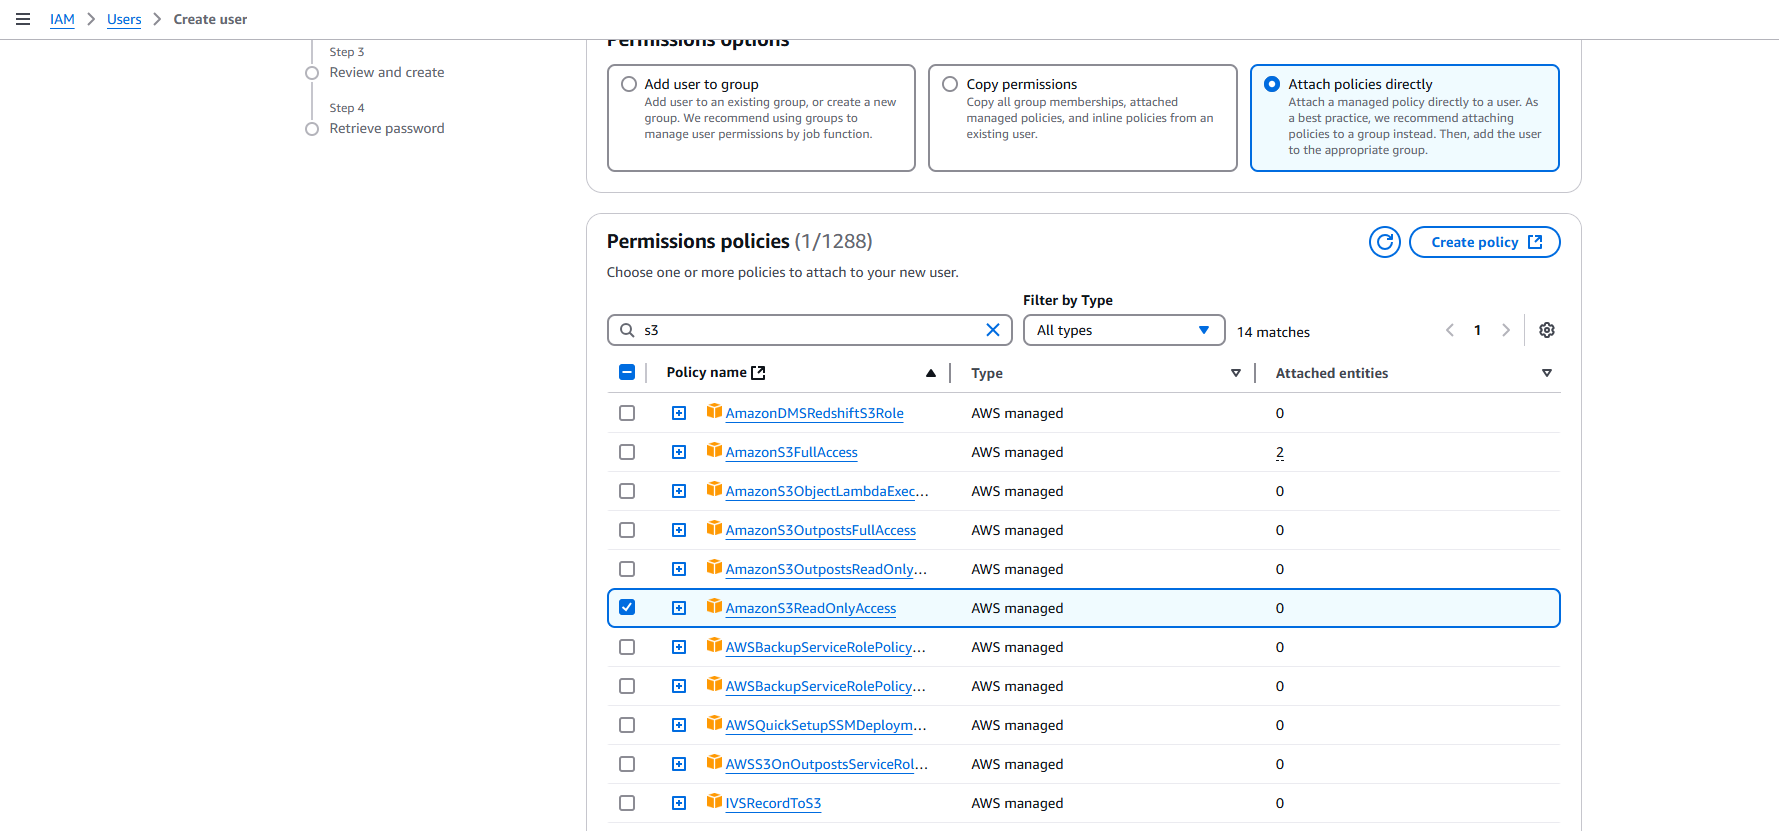 IAM > Users > Create user
Step 3
Review and create
Step 4
Retrieve password
Permissions options
Add user to group
Add user to an existing group, or create a new
group. We recommend using groups to
manage user permissions by job function.
Copy permissions
Copy all group memberships, attached
managed policies, and inline policies from an
existing user.
Attach policies directly
Attach a managed policy directly to a user. As
a best practice, we recommend attaching
policies to a group instead. Then, add the user
to the appropriate group.
Permissions policies (1/1288)
Create policy
Choose one or more policies to attach to your new user.
Filter by Type
s3
All types
14 matches
1
Policy name Type Attached entities
AmazonDMSRedshiftS3Role AWS managed 0
AmazonS3FullAccess AWS managed 2
AmazonS3ObjectLambdaExec... AWS managed 0
AmazonS3OutpostsFullAccess AWS managed 0
AmazonS3OutpostsReadOnly... AWS managed 0
AmazonS3ReadOnlyAccess AWS managed 0
AWSBackupServiceRolePolicy... AWS managed 0
AWSBackupServiceRolePolicy... AWS managed 0
AWSQuickSetupSSMDeploym... AWS managed 0
AWSS3OnOutpostsServiceRol... AWS managed 0
IVSRecordToS3 AWS managed 0